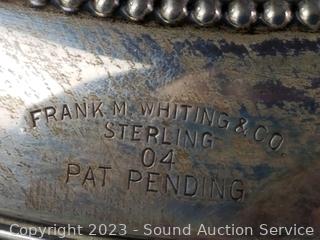 FRANK M. WHITING & CO.
STERLING
04
PAT PENDING
Copyright 2023 - Sound Auction Service